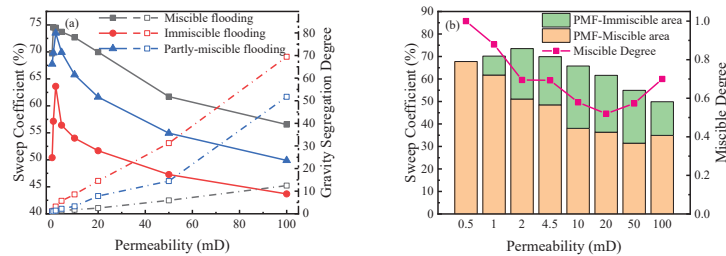 (a)
Miscible flooding
Immiscible flooding
Partly-miscible flooding
Sweep Coefficient (%)
75
70
65
60
55
50
45
40
80
70
60
50
40
30
20
10
0
Gravity Segregation Degree
0 20 40 60 80 100
Permeability (mD)
(b)
PMF-Immiscible area
PMF-Miscible area
Miscible Degree
Sweep Coefficient (%)
90
80
70
60
50
40
30
20
10
0
1.0
0.8
0.6
0.4
0.2
0.0
Miscible Degree
0.5 1 2 4.5 10 20 50 100
Permeability (mD)